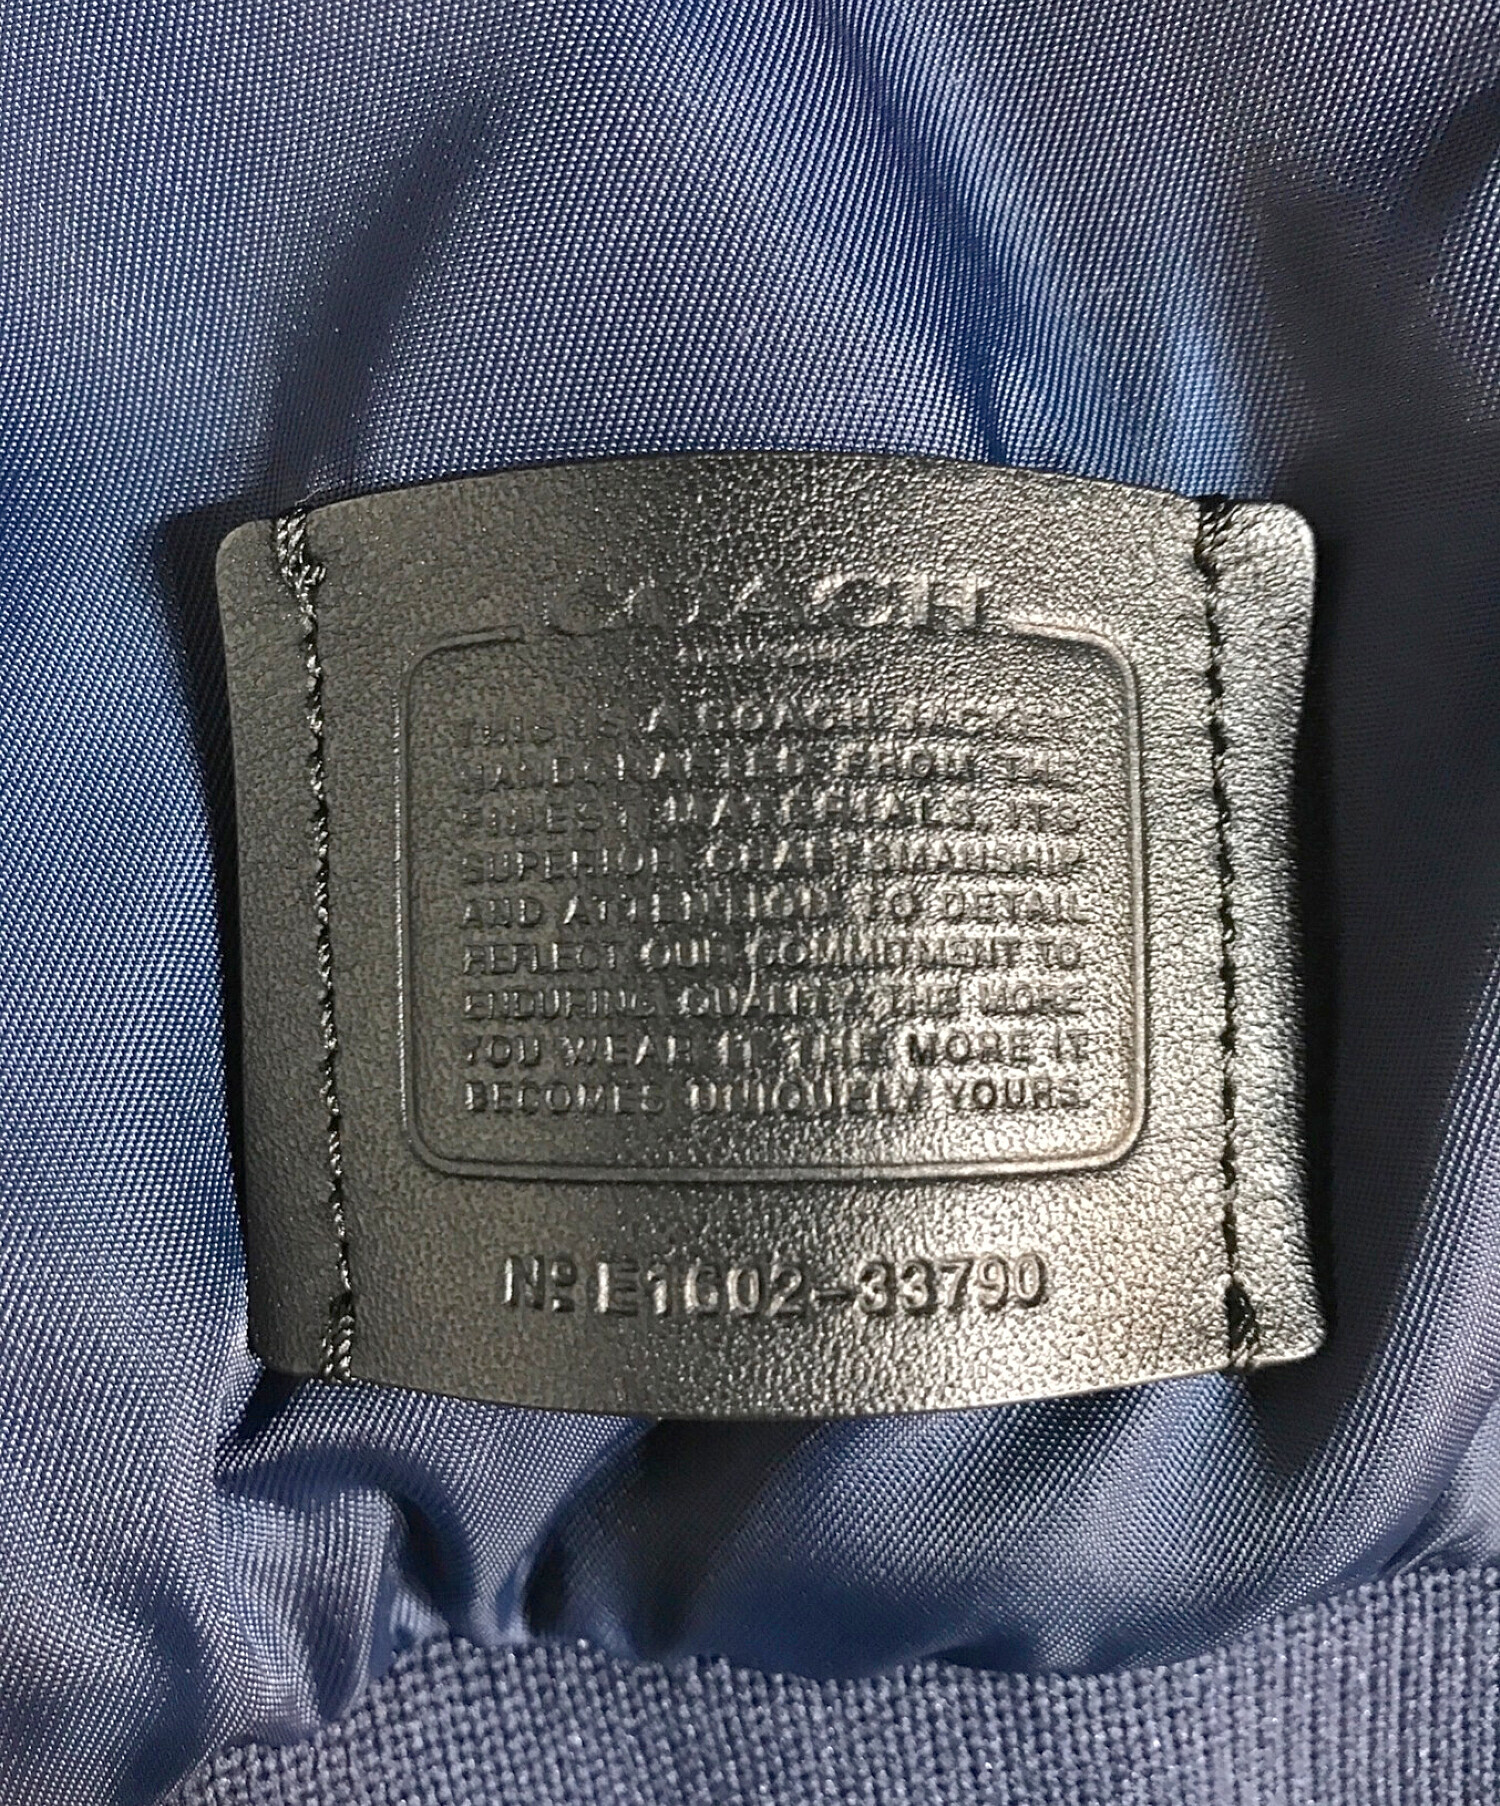 COACH
THIS IS A COACH
HANDCRAFTED FROM THE
FINEST MATERIALS. ITS
SUPERIOR CRAFTSMANSHIP
AND ATTENTION TO DETAIL
REFLECT OUR COMMITMENT TO
ENDURING QUALITY. THE MORE
YOU WEAR IT, THE MORE IT
BECOMES UNIQUELY YOURS.
Nº E1602-33790